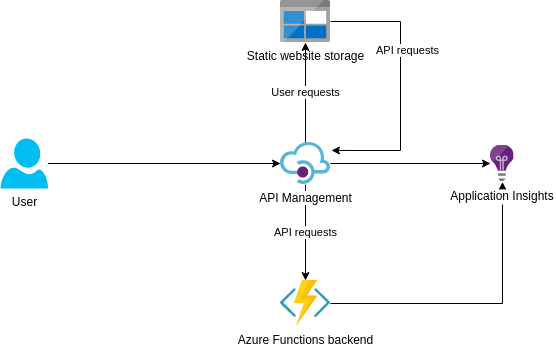 Static website storage
API requests
User requests
User
API Management
Application Insights
API requests
Azure Functions backend